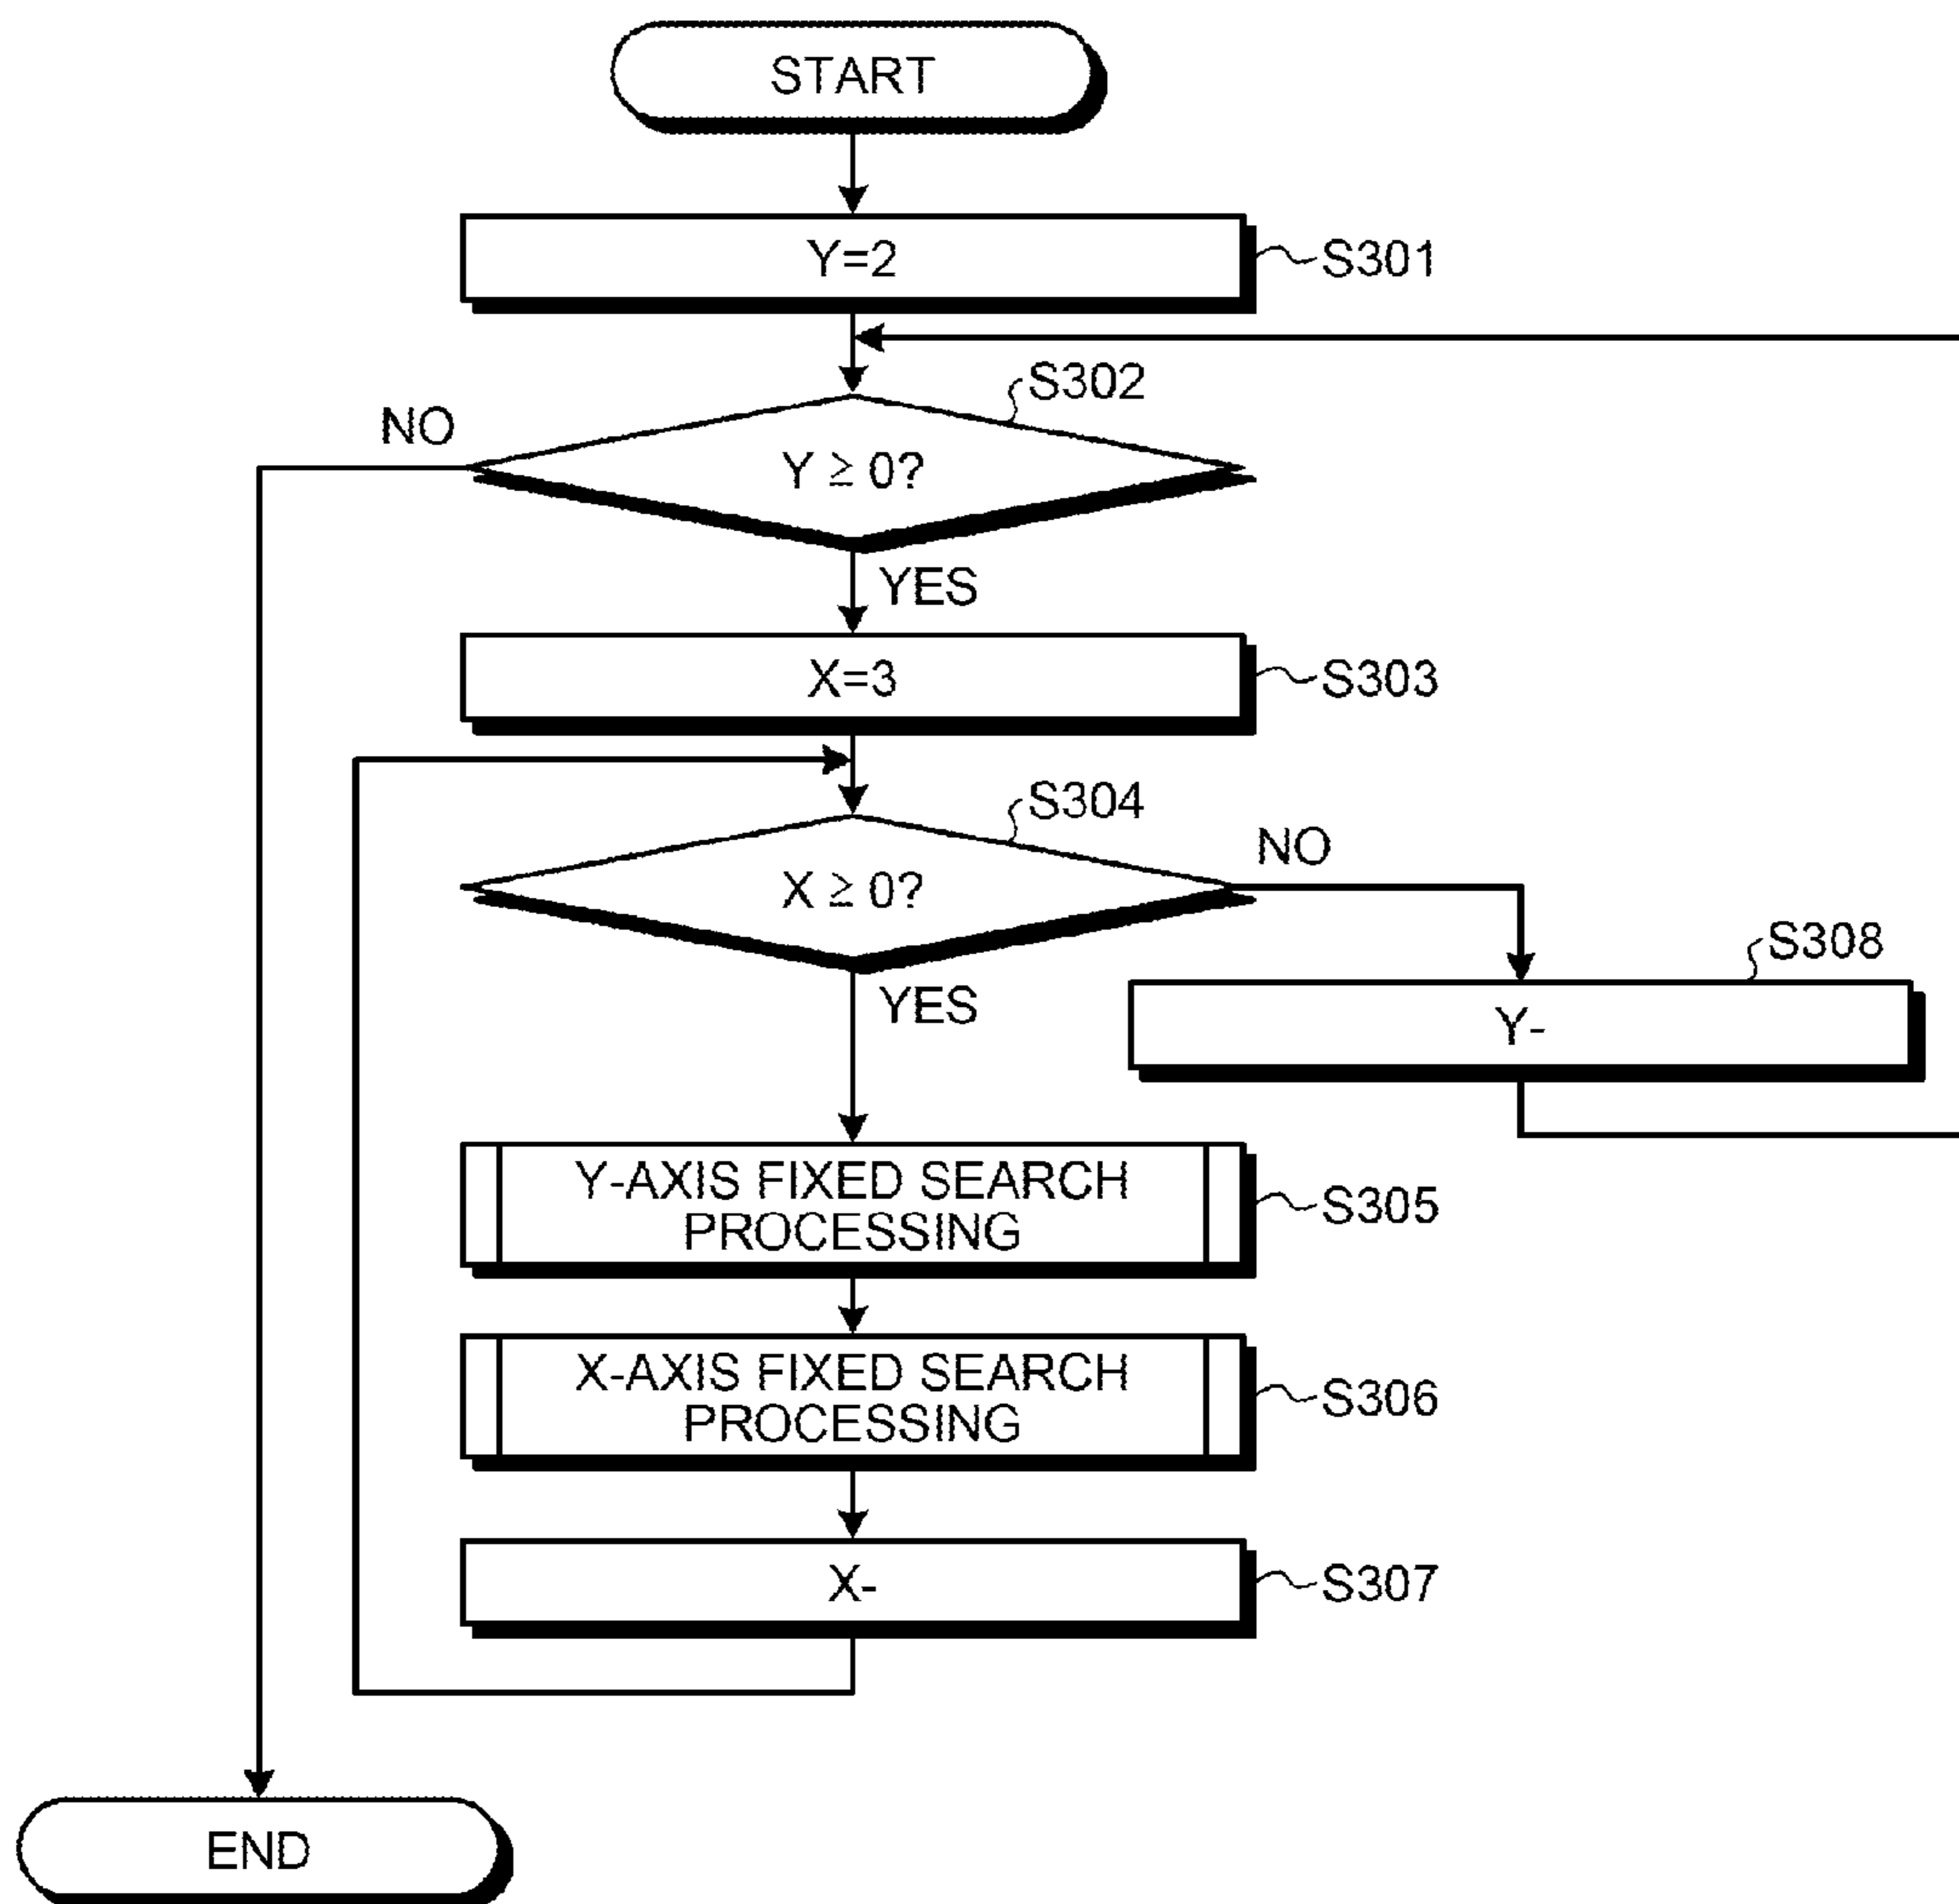 START
Y=2
S301
S302
NO
Y ≧ 0?
YES
X=3
S303
S304
NO
X ≧ 0?
S308
YES
Y-
Y-AXIS FIXED SEARCH
PROCESSING
S305
X-AXIS FIXED SEARCH
PROCESSING
S306
X-
S307
END